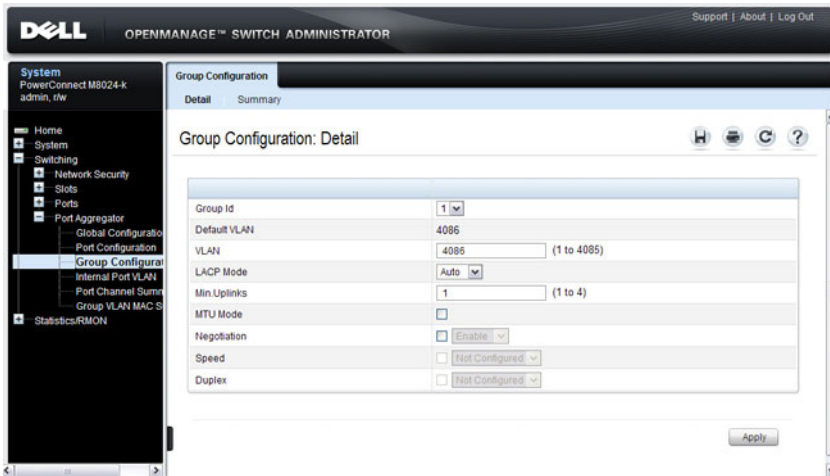 Support | About | Log Out
DELL OPENMANAGE™ SWITCH ADMINISTRATOR
System
PowerConnect M8024-k
admin, r/w
Home
System
Switching
Network Security
Slots
Ports
Port Aggregator
Global Configuratio
Port Configuration
Group Configurat
Internal Port VLAN
Port Channel Summ
Group VLAN MAC S
Statistics/RMON
Group Configuration
Detail Summary
Group Configuration: Detail
Group Id 1
Default VLAN 4086
VLAN 4086 (1 to 4085)
LACP Mode Auto
Min.Uplinks 1 (1 to 4)
MTU Mode
Negotiation Enable
Speed Not Configured
Duplex Not Configured
Apply